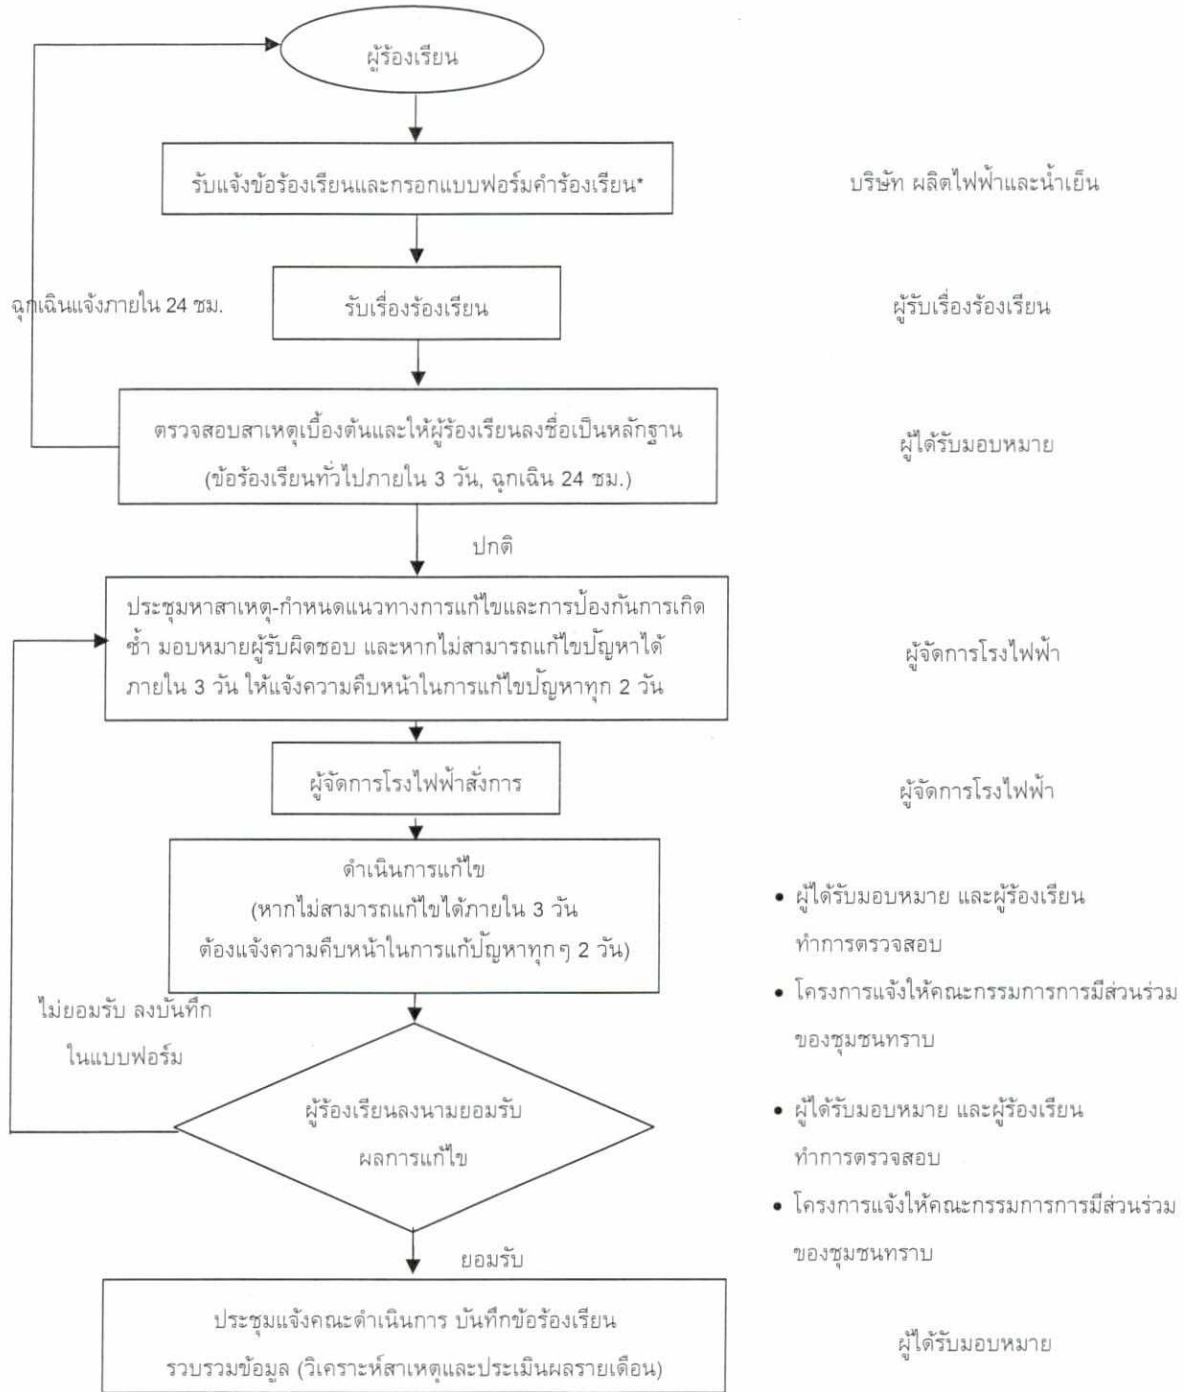 ผู้ร้องเรียน
รับแจ้งข้อร้องเรียนและกรอกแบบฟอร์มคำร้องเรียน*
บริษัท ผลิตไฟฟ้าและน้ำเย็น
ฉุกเฉินแจ้งภายใน 24 ชม.
รับเรื่องร้องเรียน
ผู้รับเรื่องร้องเรียน
ตรวจสอบสาเหตุเบื้องต้นและให้ผู้ร้องเรียนลงชื่อเป็นหลักฐาน
(ข้อร้องเรียนทั่วไปภายใน 3 วัน, ฉุกเฉิน 24 ชม.)
ผู้ได้รับมอบหมาย
ปกติ
ประชุมหาสาเหตุ-กำหนดแนวทางการแก้ไขและการป้องกันการเกิด
ซ้ำ มอบหมายผู้รับผิดชอบ และหากไม่สามารถแก้ไขปัญหาได้
ภายใน 3 วัน ให้แจ้งความคืบหน้าในการแก้ไขปัญหาทุก 2 วัน
ผู้จัดการโรงไฟฟ้า
ผู้จัดการโรงไฟฟ้าสั่งการ
ผู้จัดการโรงไฟฟ้า
ดำเนินการแก้ไข
(หากไม่สามารถแก้ไขได้ภายใน 3 วัน
ต้องแจ้งความคืบหน้าในการแก้ปัญหาทุกๆ 2 วัน)
• ผู้ได้รับมอบหมาย และผู้ร้องเรียน
ทำการตรวจสอบ
• โครงการแจ้งให้คณะกรรมการการมีส่วนร่วม
ของชุมชนทราบ
ไม่ยอมรับ ลงบันทึก
ในแบบฟอร์ม
ผู้ร้องเรียนลงนามยอมรับ
ผลการแก้ไข
• ผู้ได้รับมอบหมาย และผู้ร้องเรียน
ทำการตรวจสอบ
• โครงการแจ้งให้คณะกรรมการการมีส่วนร่วม
ของชุมชนทราบ
ยอมรับ
ประชุมแจ้งคณะดำเนินการ บันทึกข้อร้องเรียน
รวบรวมข้อมูล (วิเคราะห์สาเหตุและประเมินผลรายเดือน)
ผู้ได้รับมอบหมาย